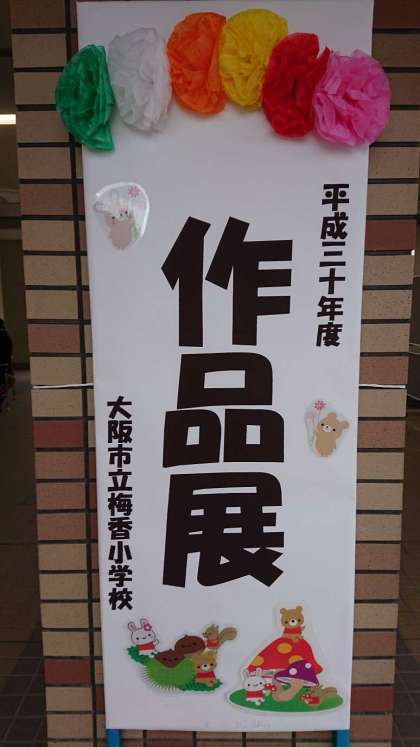 平成三十年度
作品展
大阪市立梅香小学校